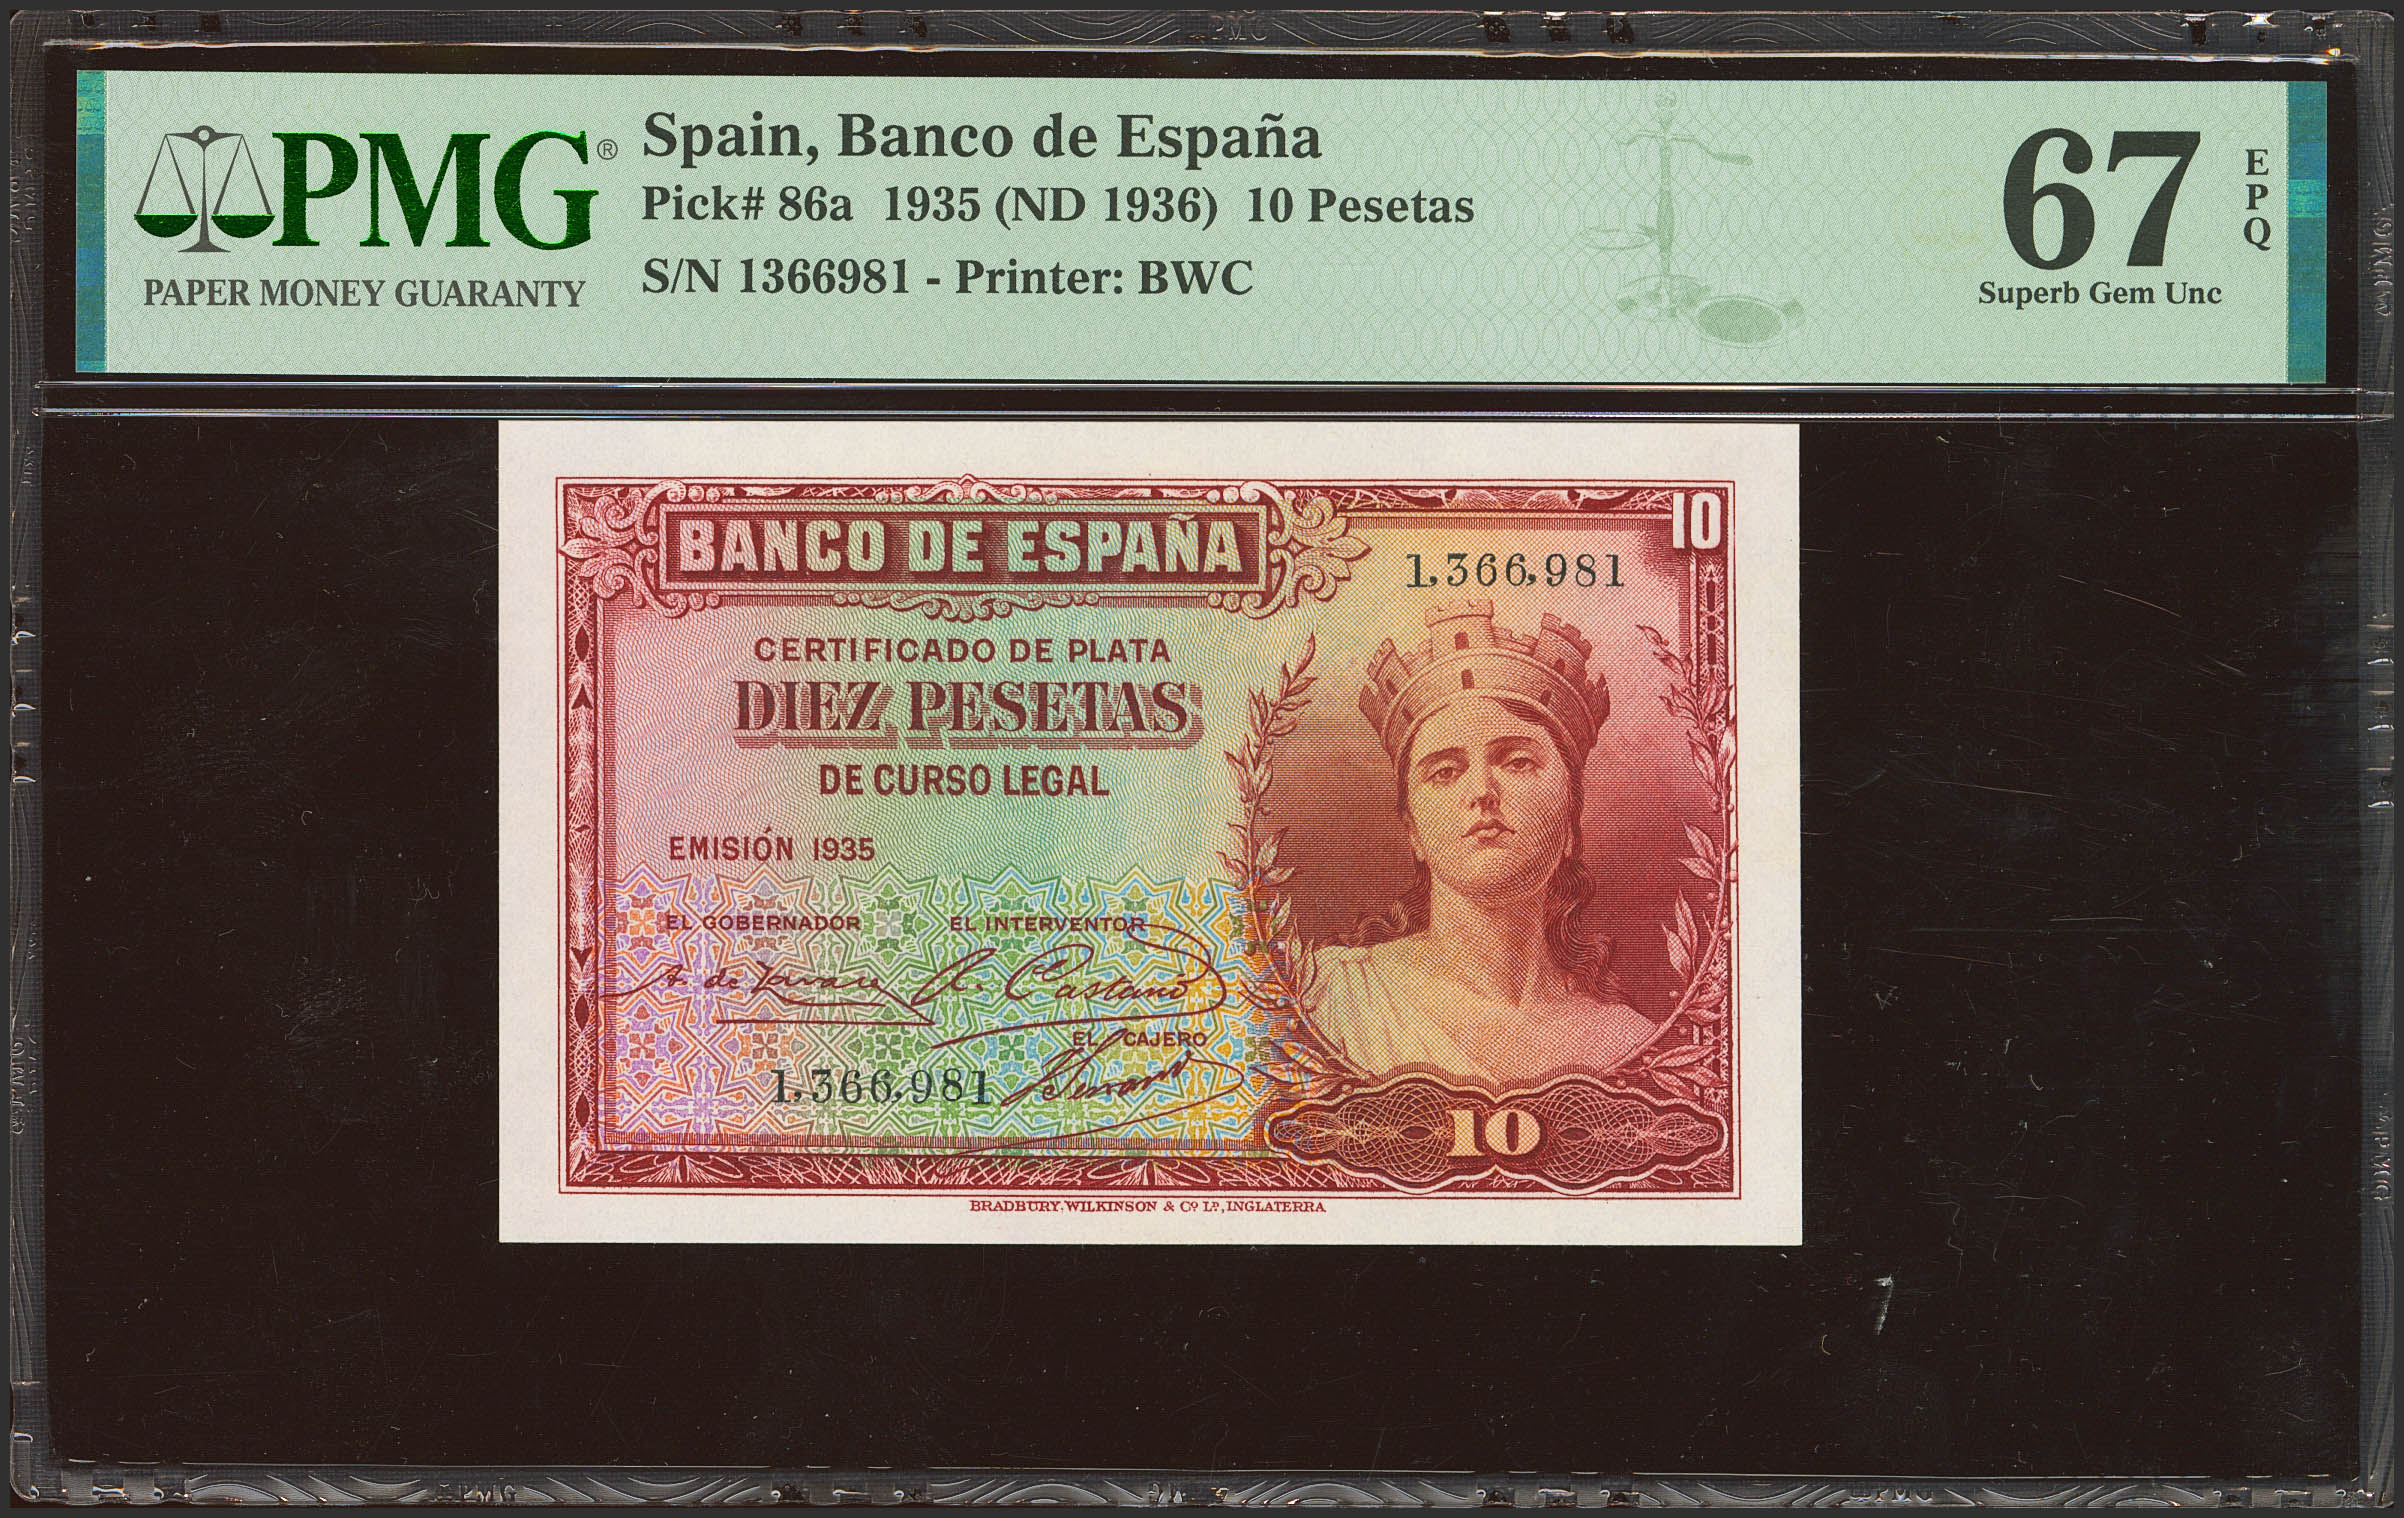 PMG®
PAPER MONEY GUARANTY
Spain, Banco de España
Pick# 86a 1935 (ND 1936) 10 Pesetas
S/N 1366981 - Printer: BWC
67
EPQ
Superb Gem Unc
BANCO DE ESPAÑA
10
1,366,981
CERTIFICADO DE PLATA
DIEZ PESETAS
DE CURSO LEGAL
EMISIÓN 1935
EL GOBERNADOR EL INTERVENTOR
EL CAJERO
1,366,981
10
BRADBURY, WILKINSON & Cº Lº, INGLATERRA